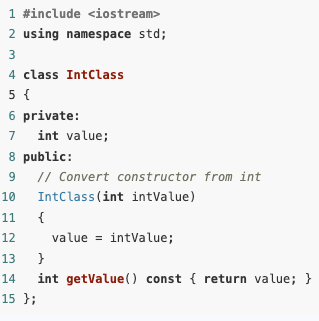 1 #include <iostream>
2 using namespace std;
3
4 class IntClass
5 {
6 private:
7   int value;
8 public:
9   // Convert constructor from int
10   IntClass(int intValue)
11   {
12     value = intValue;
13   }
14   int getValue() const { return value; }
15 };